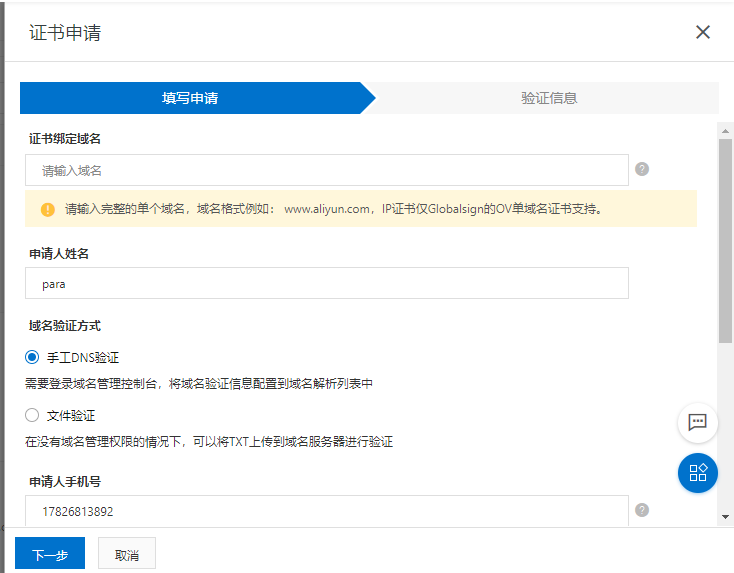 证书申请
填写申请
验证信息
证书绑定域名
请输入域名
请输入完整的单个域名，域名格式例如： www.aliyun.com，IP证书仅Globalsign的OV单域名证书支持。
申请人姓名
para
域名验证方式
手工DNS验证
需要登录域名管理控制台，将域名验证信息配置到域名解析列表中
文件验证
在没有域名管理权限的情况下，可以将TXT上传到域名服务器进行验证
申请人手机号
17826813892
下一步
取消